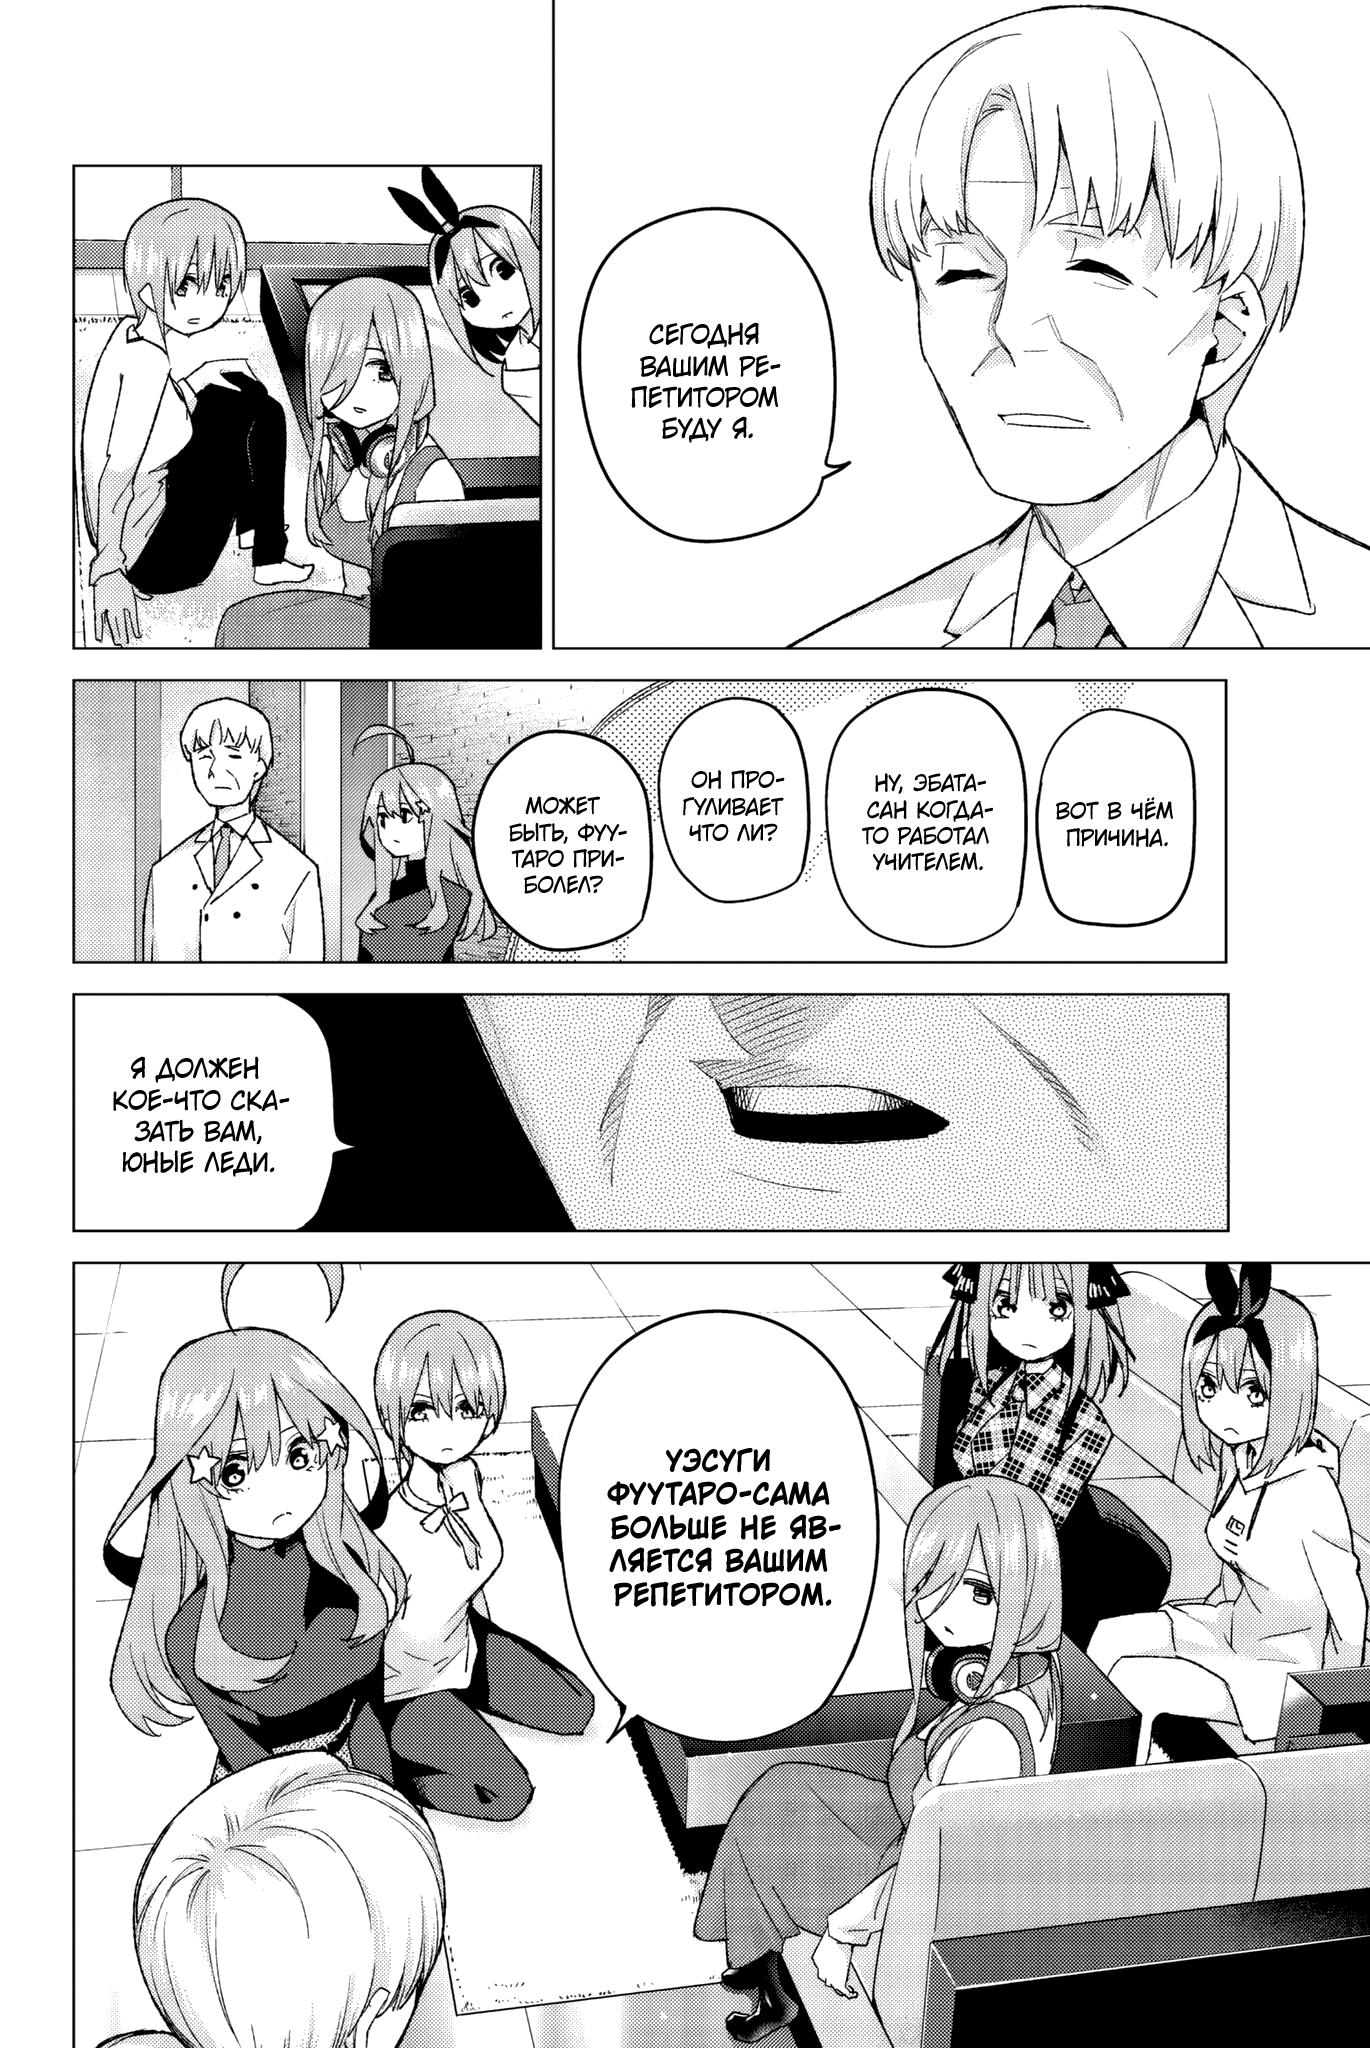 СЕГОДНЯ
ВАШИМ РЕ-
ПЕТИТОРОМ
БУДУ Я.
ВОТ В ЧЁМ
ПРИЧИНА.
НУ, ЭБАТА-
САН КОГДА-
ТО РАБОТАЛ
УЧИТЕЛЕМ.
ОН ПРО-
ГУЛИВАЕТ
ЧТО ЛИ?
МОЖЕТ
БЫТЬ, ФУУ-
ТАРО ПРИ-
БОЛЕЛ?
Я ДОЛЖЕН
КОЕ-ЧТО СКА-
ЗАТЬ ВАМ,
ЮНЫЕ ЛЕДИ.
УЭСУГИ
ФУУТАРО-САМА
БОЛЬШЕ НЕ ЯВ-
ЛЯЕТСЯ ВАШИМ
РЕПЕТИТОРОМ.